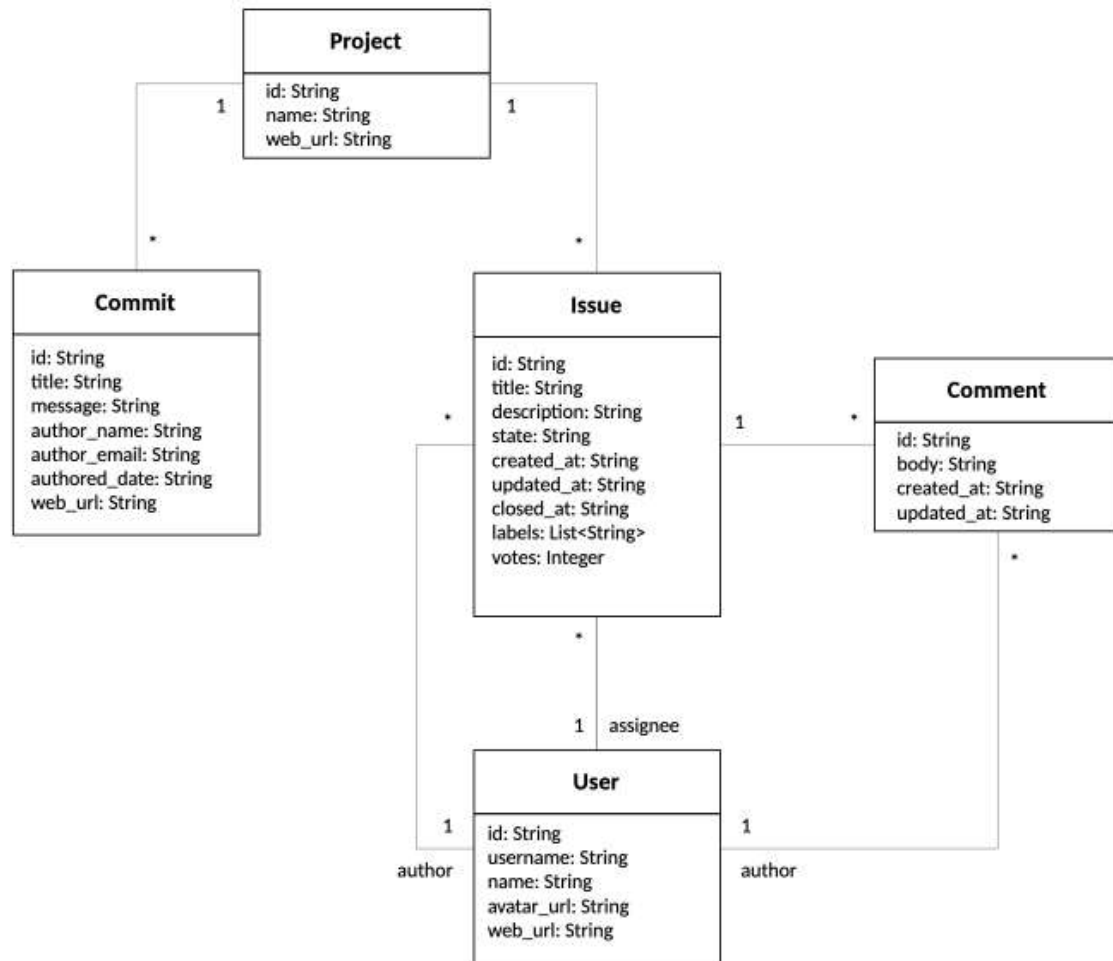 Project
id: String
name: String
web_url: String
1
1
*
*
Commit
id: String
title: String
message: String
author_name: String
author_email: String
authored_date: String
web_url: String
Issue
id: String
title: String
description: String
state: String
created_at: String
updated_at: String
closed_at: String
labels: List<String>
votes: Integer
*
1
*
Comment
id: String
body: String
created_at: String
updated_at: String
*
*
1
assignee
User
id: String
username: String
name: String
avatar_url: String
web_url: String
1
author
1
author